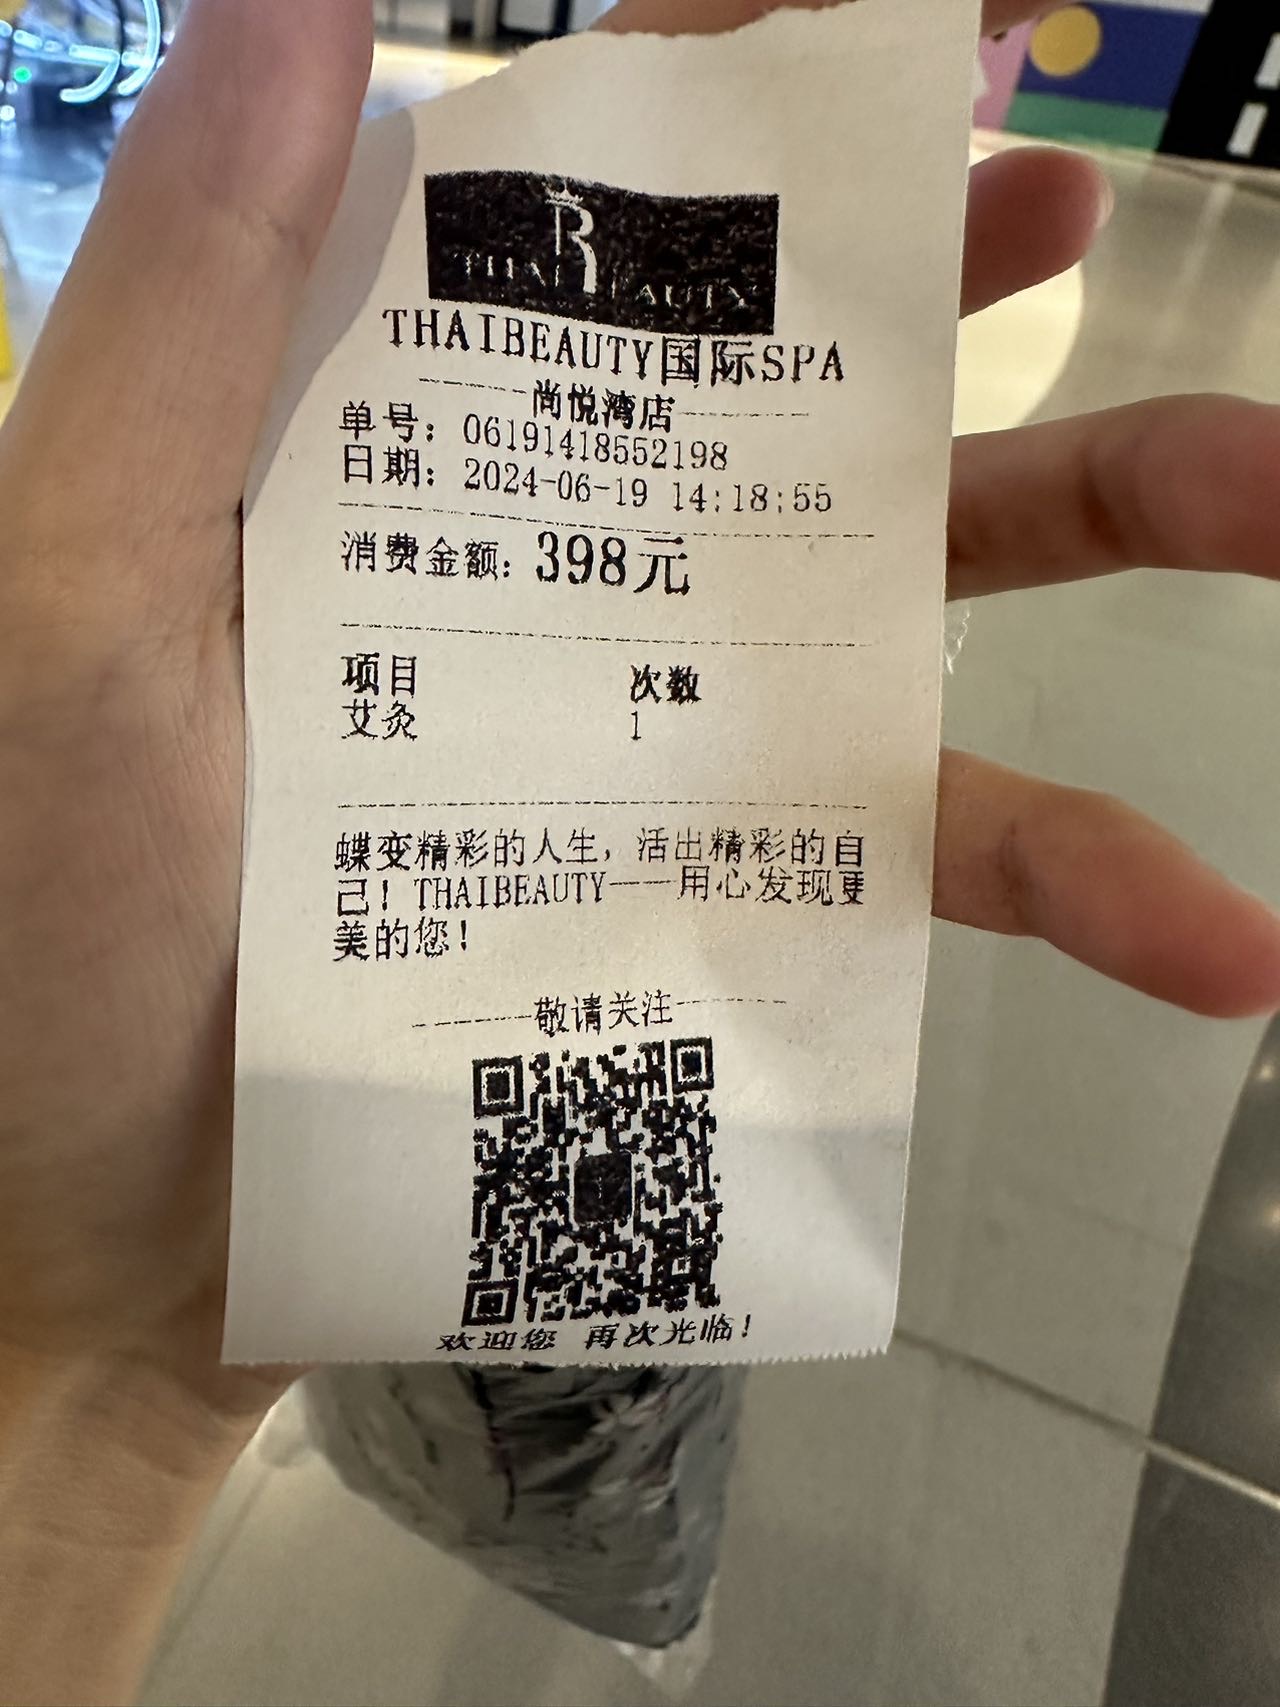 THAI BEAUTY
THAIBEAUTY国际SPA
尚悦湾店
单号：06191418552198
日期：2024-06-19 14:18:55
消费金额：398元
项目 次数
艾灸 1
蝶变精彩的人生，活出精彩的自
己！THAIBEAUTY——用心发现更
美的您！
敬请关注
欢迎您 再次光临！